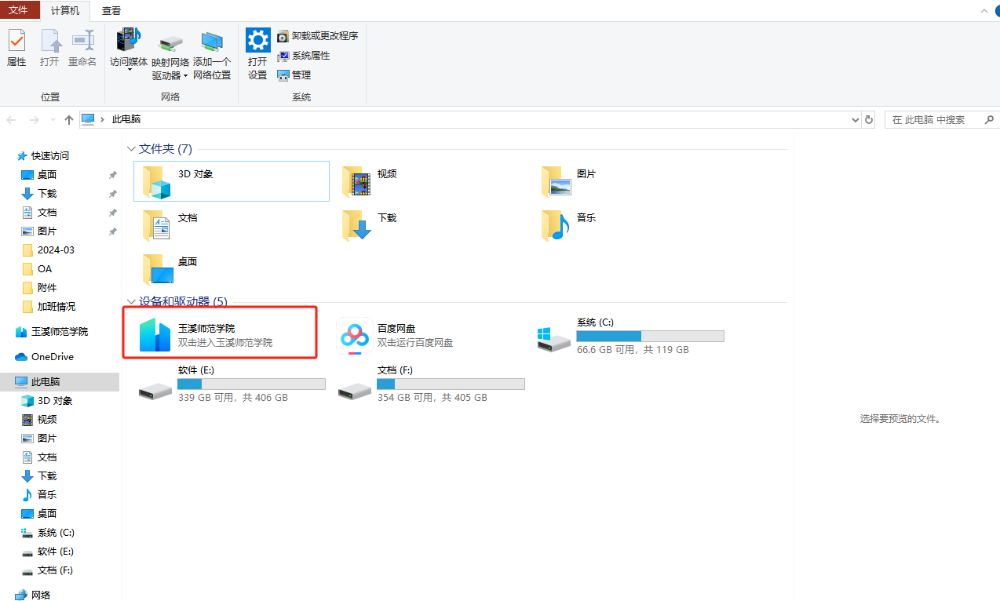 文件 计算机 查看
属性 打开 重命名 访问媒体 映射网络驱动器 添加一个网络位置 打开设置 卸载或更改程序
系统属性
管理
位置 网络 系统
此电脑 在 此电脑 中搜索
快速访问
桌面
下载
文档
图片
2024-03
OA
附件
加班情况
玉溪师范学院
OneDrive
此电脑
3D 对象
视频
图片
文档
下载
音乐
桌面
系统 (C:)
软件 (E:)
文档 (F:)
网络
文件夹 (7)
3D 对象 视频 图片
文档 下载 音乐
桌面
设备和驱动器 (5)
玉溪师范学院
双击进入玉溪师范学院
百度网盘
双击运行百度网盘
系统 (C:)
66.6 GB 可用，共 119 GB
软件 (E:)
339 GB 可用，共 406 GB
文档 (F:)
354 GB 可用，共 405 GB
选择要预览的文件。